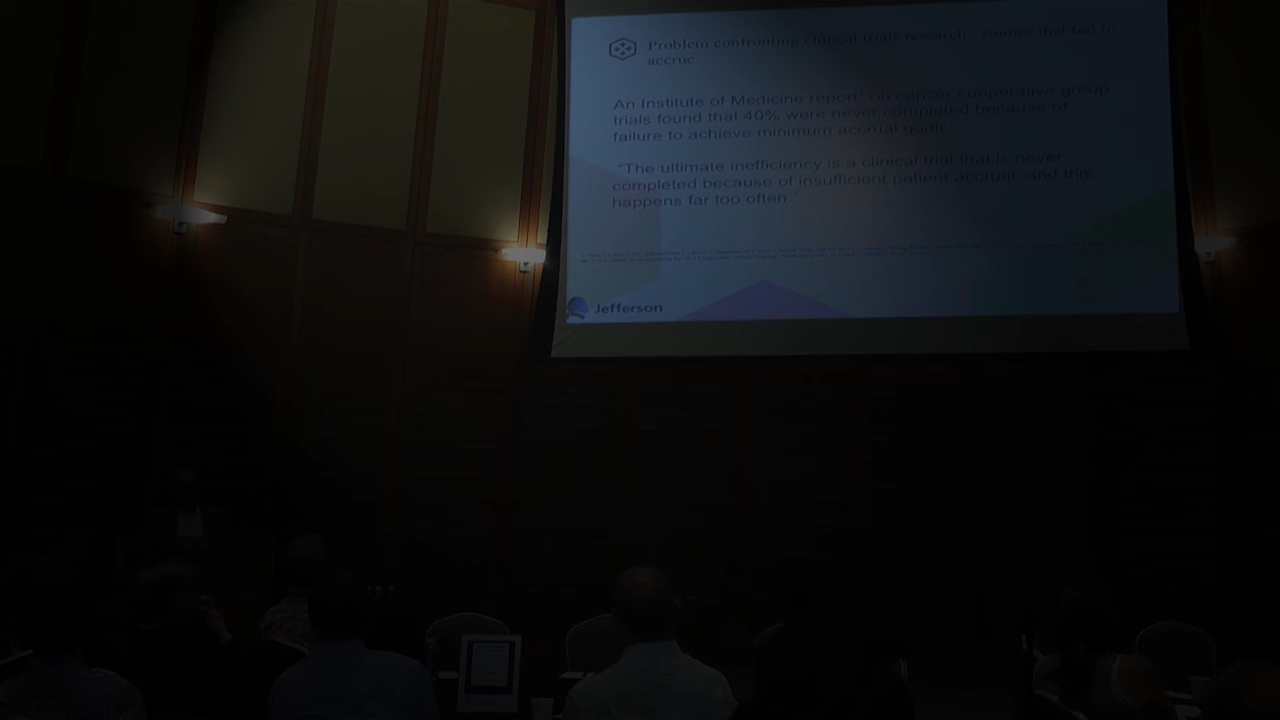 Problem confronting clinical trials research - studies that fail to
accrue
An Institute of Medicine report* on cancer cooperative group
trials found that 40% were never completed because of
failure to achieve minimum accrual goals.
"The ultimate inefficiency is a clinical trial that is never
completed because of insufficient patient accrual, and this
happens far too often."
Jefferson